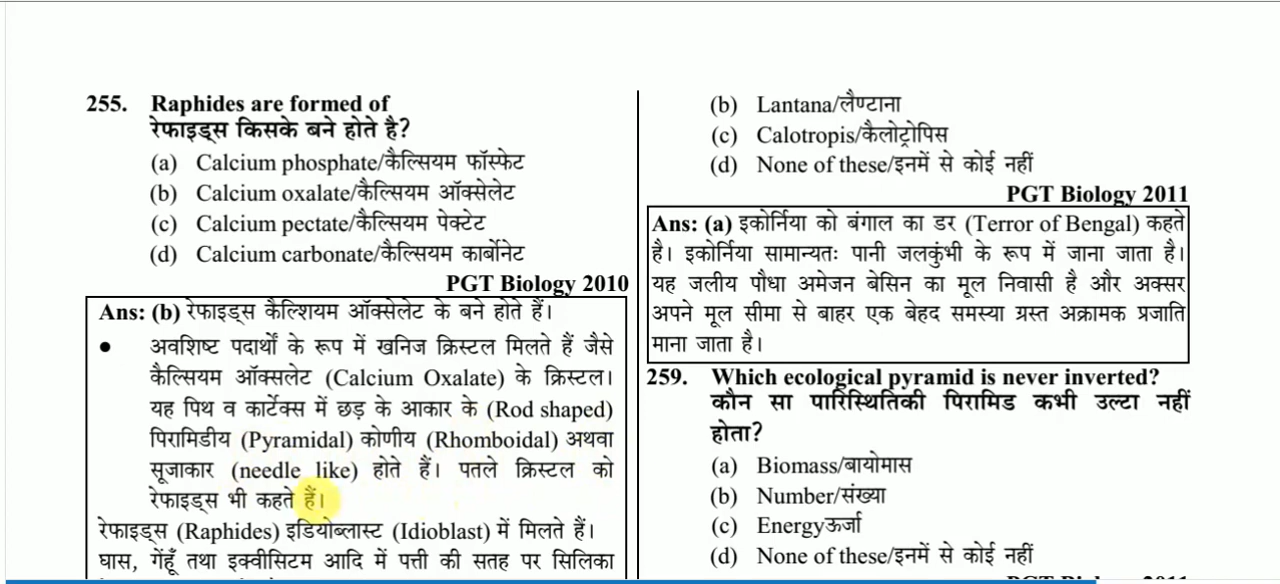 255. Raphides are formed of
रेफाइड्स किसके बने होते है?
(a) Calcium phosphate/कैल्सियम फॉस्फेट
(b) Calcium oxalate/कैल्सियम ऑक्सेलेट
(c) Calcium pectate/कैल्सियम पेक्टेट
(d) Calcium carbonate/कैल्सियम कार्बोनेट
PGT Biology 2010
Ans: (b) रेफाइड्स कैल्शियम ऑक्सेलेट के बने होते हैं।
● अवशिष्ट पदार्थों के रूप में खनिज क्रिस्टल मिलते हैं जैसे
कैल्सियम ऑक्सलेट (Calcium Oxalate) के क्रिस्टल।
यह पिथ व कार्टेक्स में छड़ के आकार के (Rod shaped)
पिरामिडीय (Pyramidal) कोणीय (Rhomboidal) अथवा
सूजाकार (needle like) होते हैं। पतले क्रिस्टल को
रेफाइड्स भी कहते हैं।
रेफाइड्स (Raphides) इडियोब्लास्ट (Idioblast) में मिलते हैं।
घास, गेंहूँ तथा इक्वीसिटम आदि में पत्ती की सतह पर सिलिका
(b) Lantana/लैण्टाना
(c) Calotropis/कैलोट्रोपिस
(d) None of these/इनमें से कोई नहीं
PGT Biology 2011
Ans: (a) इकोर्निया को बंगाल का डर (Terror of Bengal) कहते
है। इकोर्निया सामान्यतः पानी जलकुंभी के रूप में जाना जाता है।
यह जलीय पौधा अमेजन बेसिन का मूल निवासी है और अक्सर
अपने मूल सीमा से बाहर एक बेहद समस्या ग्रस्त अक्रामक प्रजाति
माना जाता है।
259. Which ecological pyramid is never inverted?
कौन सा पारिस्थितिकी पिरामिड कभी उल्टा नहीं
होता?
(a) Biomass/बायोमास
(b) Number/संख्या
(c) Energyऊर्जा
(d) None of these/इनमें से कोई नहीं